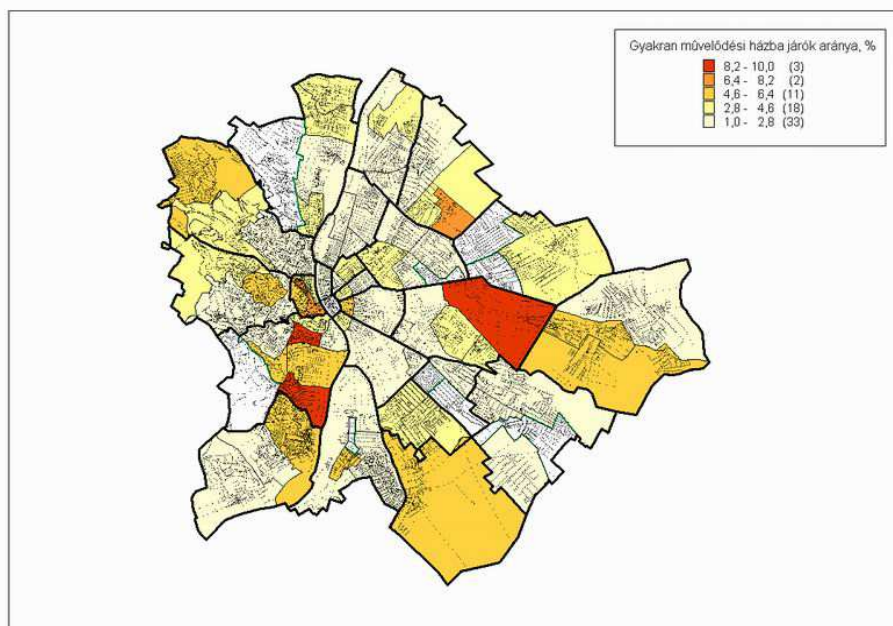 Gyakran mûvelődési házba járók aránya, %
8,2 - 10,0 (3)
6,4 - 8,2 (2)
4,6 - 6,4 (11)
2,8 - 4,6 (18)
1,0 - 2,8 (33)